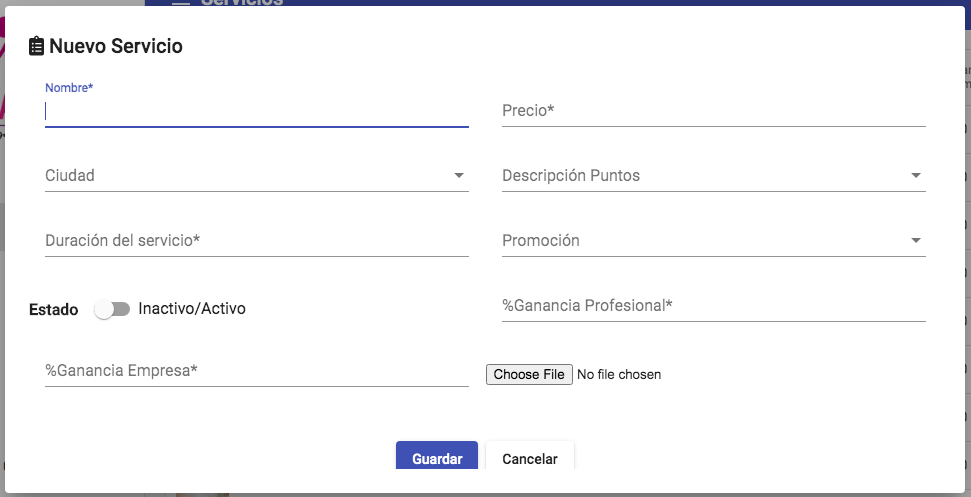 Servicios
Nuevo Servicio
Nombre*
Precio*
Ciudad
Descripción Puntos
Duración del servicio*
Promoción
Estado Inactivo/Activo
%Ganancia Profesional*
%Ganancia Empresa*
Choose File No file chosen
Guardar Cancelar